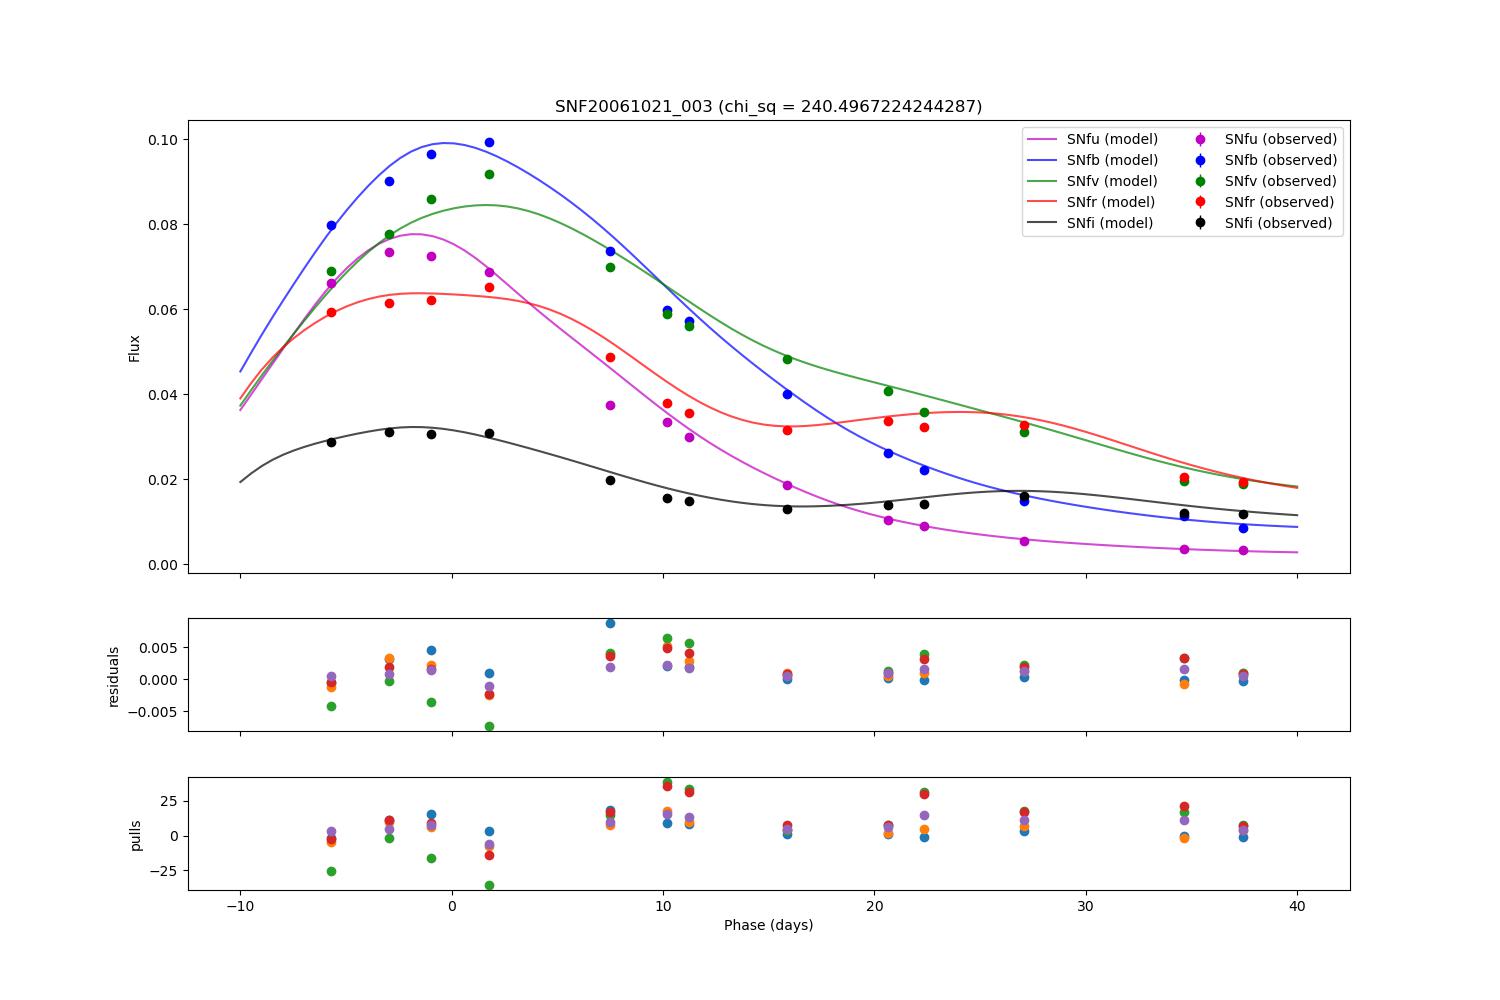 SNF20061021_003 (chi_sq = 240.4967224244287)
SNfu (model) SNfu (observed)
SNfb (model) SNfb (observed)
SNfv (model) SNfv (observed)
SNfr (model) SNfr (observed)
SNfi (model) SNfi (observed)
Flux
0.10
0.08
0.06
0.04
0.02
0.00
residuals
0.005
0.000
−0.005
pulls
25
0
−25
−10 0 10 20 30 40
Phase (days)